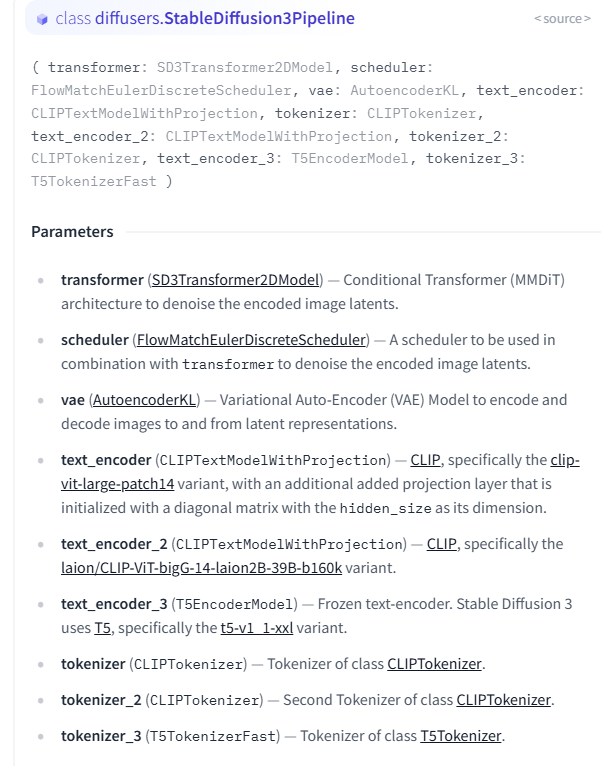 class diffusers.StableDiffusion3Pipeline <source>
( transformer: SD3Transformer2DModel, scheduler:
FlowMatchEulerDiscreteScheduler, vae: AutoencoderKL, text_encoder:
CLIPTextModelWithProjection, tokenizer: CLIPTokenizer,
text_encoder_2: CLIPTextModelWithProjection, tokenizer_2:
CLIPTokenizer, text_encoder_3: T5EncoderModel, tokenizer_3:
T5TokenizerFast )
Parameters
transformer (SD3Transformer2DModel) — Conditional Transformer (MMDiT)
architecture to denoise the encoded image latents.
scheduler (FlowMatchEulerDiscreteScheduler) — A scheduler to be used in
combination with transformer to denoise the encoded image latents.
vae (AutoencoderKL) — Variational Auto-Encoder (VAE) Model to encode and
decode images to and from latent representations.
text_encoder (CLIPTextModelWithProjection) — CLIP, specifically the clip-
vit-large-patch14 variant, with an additional added projection layer that is
initialized with a diagonal matrix with the hidden_size as its dimension.
text_encoder_2 (CLIPTextModelWithProjection) — CLIP, specifically the
laion/CLIP-ViT-bigG-14-laion2B-39B-b160k variant.
text_encoder_3 (T5EncoderModel) — Frozen text-encoder. Stable Diffusion 3
uses T5, specifically the t5-v1_1-xxl variant.
tokenizer (CLIPTokenizer) — Tokenizer of class CLIPTokenizer.
tokenizer_2 (CLIPTokenizer) — Second Tokenizer of class CLIPTokenizer.
tokenizer_3 (T5TokenizerFast) — Tokenizer of class T5Tokenizer.